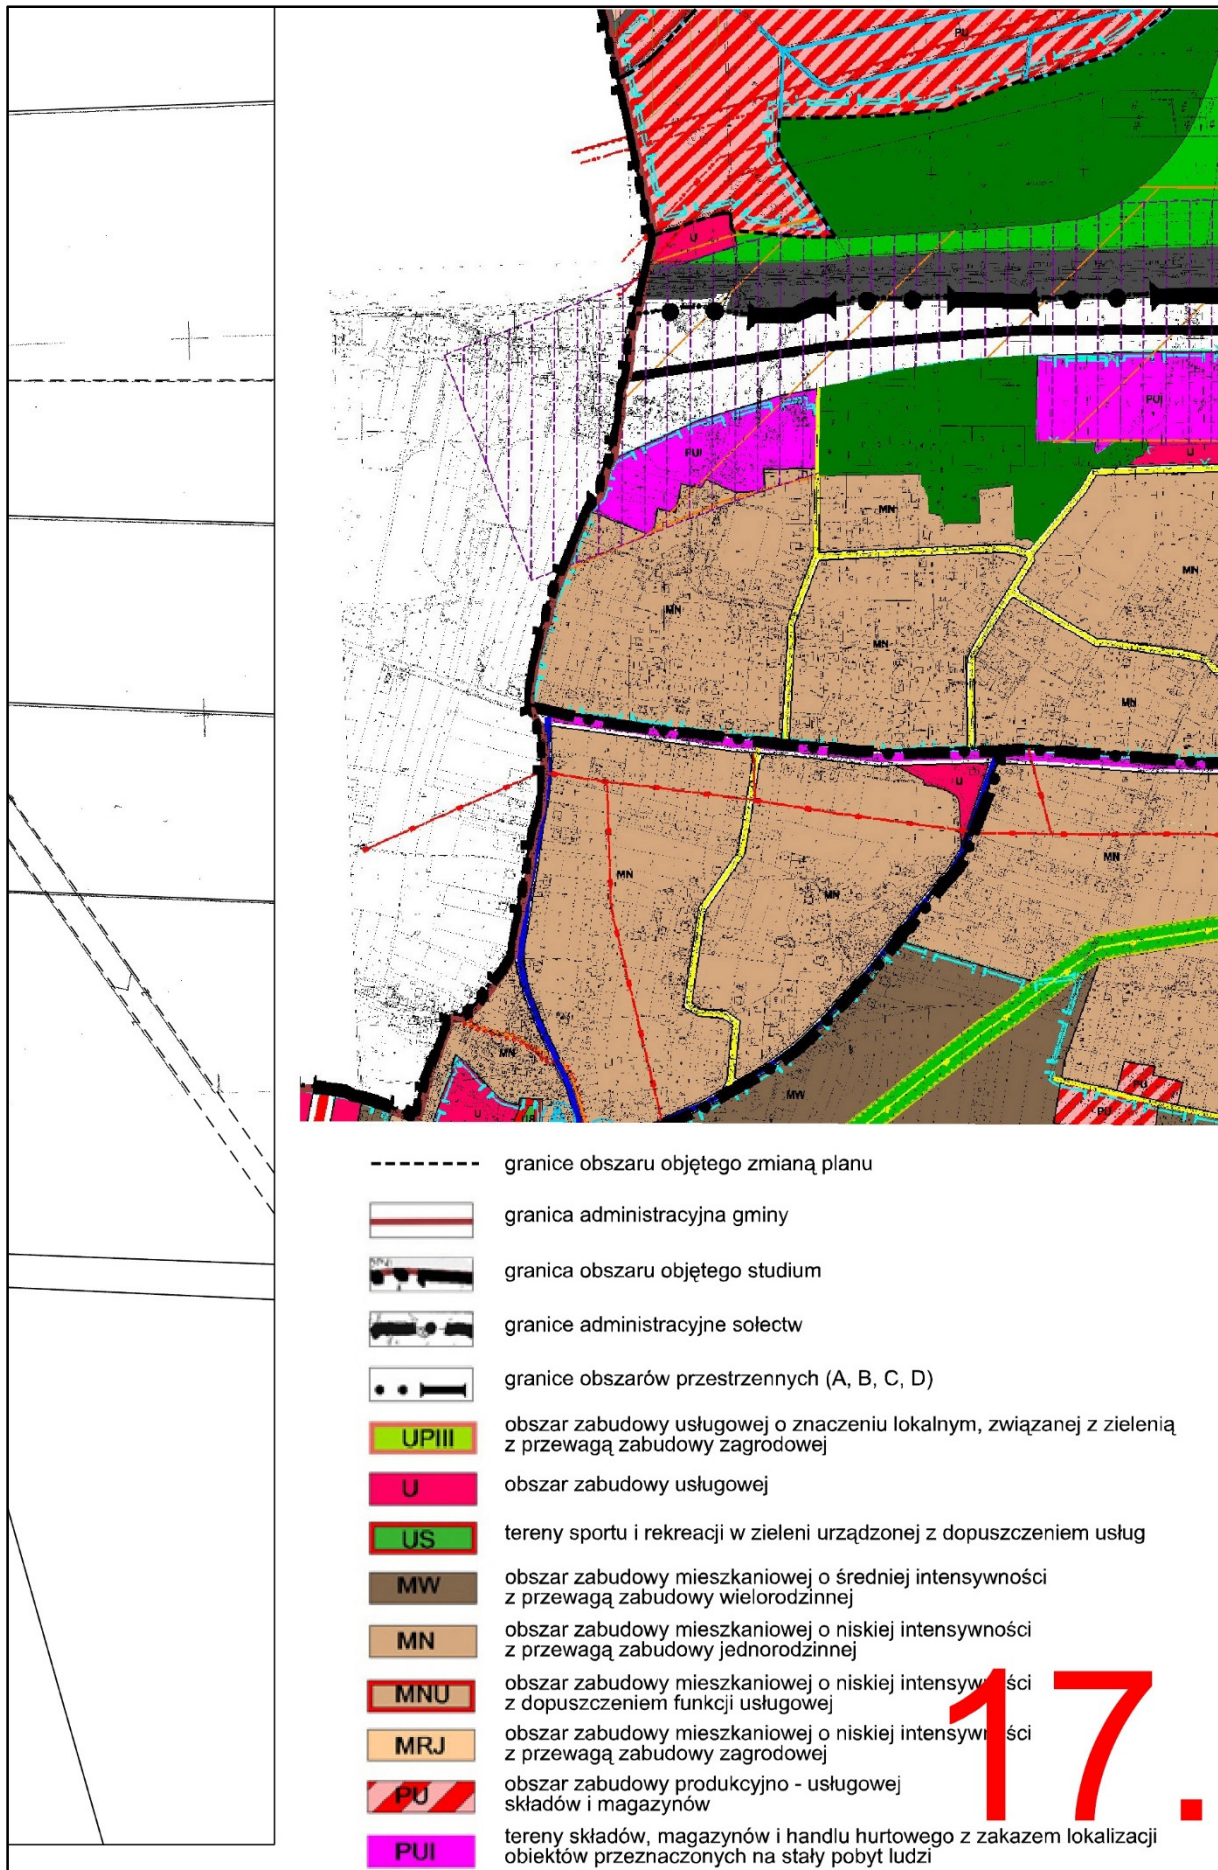 PU
U
PUI
PUI
U
MN
MN
MN
MN
MN
U
MN
MN
MN
MN
MW
U
US
PU
PU
granice obszaru objętego zmianą planu
granica administracyjna gminy
granica obszaru objętego studium
granice administracyjne sołectw
granice obszarów przestrzennych (A, B, C, D)
UPIII
obszar zabudowy usługowej o znaczeniu lokalnym, związanej z zielenią
z przewagą zabudowy zagrodowej
U
obszar zabudowy usługowej
US
tereny sportu i rekreacji w zieleni urządzonej z dopuszczeniem usług
MW
obszar zabudowy mieszkaniowej o średniej intensywności
z przewagą zabudowy wielorodzinnej
MN
obszar zabudowy mieszkaniowej o niskiej intensywności
z przewagą zabudowy jednorodzinnej
MNU
obszar zabudowy mieszkaniowej o niskiej intensywności
z dopuszczeniem funkcji usługowej
MRJ
obszar zabudowy mieszkaniowej o niskiej intensywności
z przewagą zabudowy zagrodowej
PU
obszar zabudowy produkcyjno - usługowej
składów i magazynów
PUI
tereny składów, magazynów i handlu hurtowego z zakazem lokalizacji
obiektów przeznaczonych na stały pobyt ludzi
17.